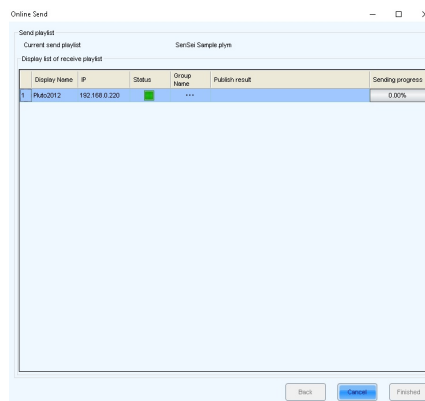 Online Send
Send playlist
Current send playlist SenSei Sample.plym
Display list of receive playlist
Display Name IP Status Group Name Publish result Sending progress
1 Pluto2012 192.168.0.220 *** 0.00%
Back Cancel Finished